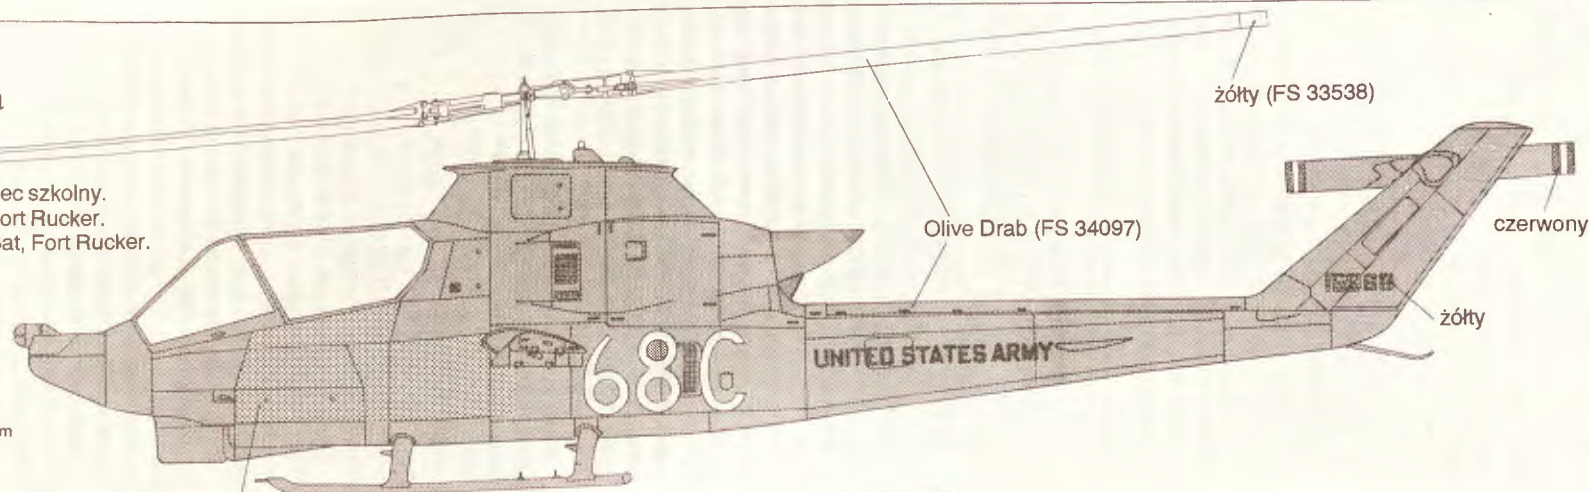 żółty (FS 33538)
ec szkolny.
ort Rucker.
at, Fort Rucker.
Olive Drab (FS 34097)
czerwony
żółty
UNITED STATES ARMY
68C
m